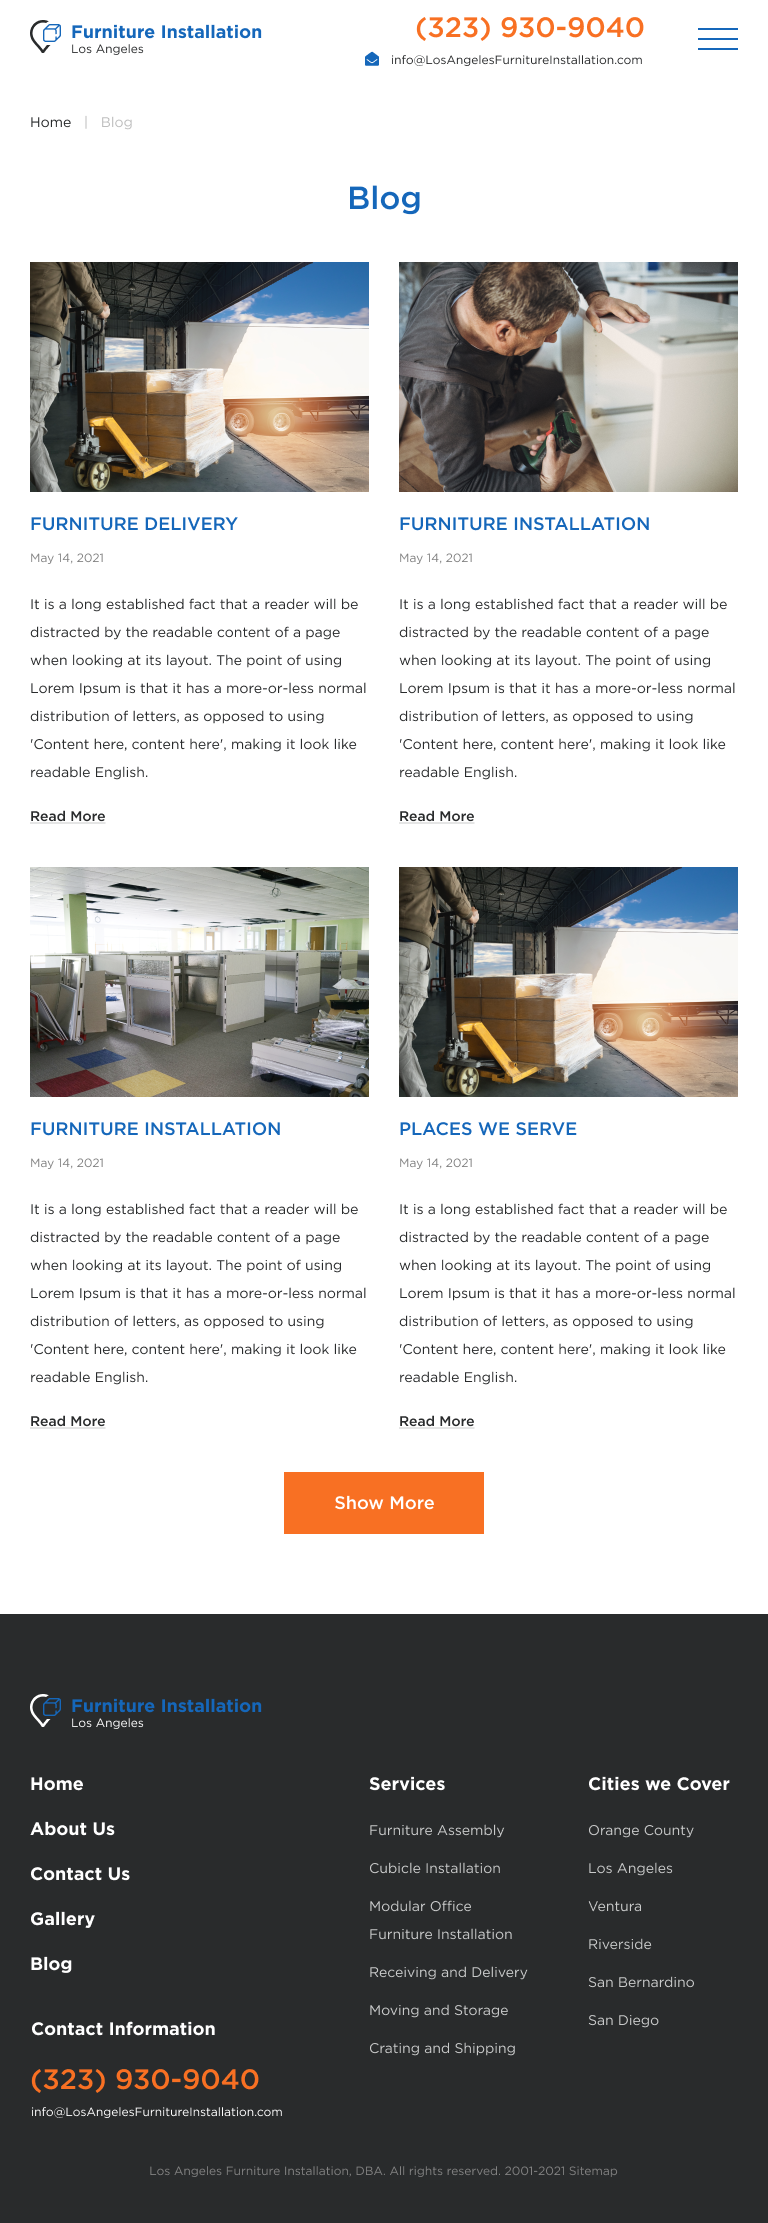 Furniture Installation
Los Angeles
(323) 930-9040
info@LosAngelesFurnitureInstallation.com
Home | Blog
Blog
FURNITURE DELIVERY
May 14, 2021
It is a long established fact that a reader will be
distracted by the readable content of a page
when looking at its layout. The point of using
Lorem Ipsum is that it has a more-or-less normal
distribution of letters, as opposed to using
'Content here, content here', making it look like
readable English.
Read More
FURNITURE INSTALLATION
May 14, 2021
It is a long established fact that a reader will be
distracted by the readable content of a page
when looking at its layout. The point of using
Lorem Ipsum is that it has a more-or-less normal
distribution of letters, as opposed to using
'Content here, content here', making it look like
readable English.
Read More
FURNITURE INSTALLATION
May 14, 2021
It is a long established fact that a reader will be
distracted by the readable content of a page
when looking at its layout. The point of using
Lorem Ipsum is that it has a more-or-less normal
distribution of letters, as opposed to using
'Content here, content here', making it look like
readable English.
Read More
PLACES WE SERVE
May 14, 2021
It is a long established fact that a reader will be
distracted by the readable content of a page
when looking at its layout. The point of using
Lorem Ipsum is that it has a more-or-less normal
distribution of letters, as opposed to using
'Content here, content here', making it look like
readable English.
Read More
Show More
Furniture Installation
Los Angeles
Home
About Us
Contact Us
Gallery
Blog
Contact Information
(323) 930-9040
info@LosAngelesFurnitureInstallation.com
Services
Furniture Assembly
Cubicle Installation
Modular Office
Furniture Installation
Receiving and Delivery
Moving and Storage
Crating and Shipping
Cities we Cover
Orange County
Los Angeles
Ventura
Riverside
San Bernardino
San Diego
Los Angeles Furniture Installation, DBA. All rights reserved. 2001-2021 Sitemap